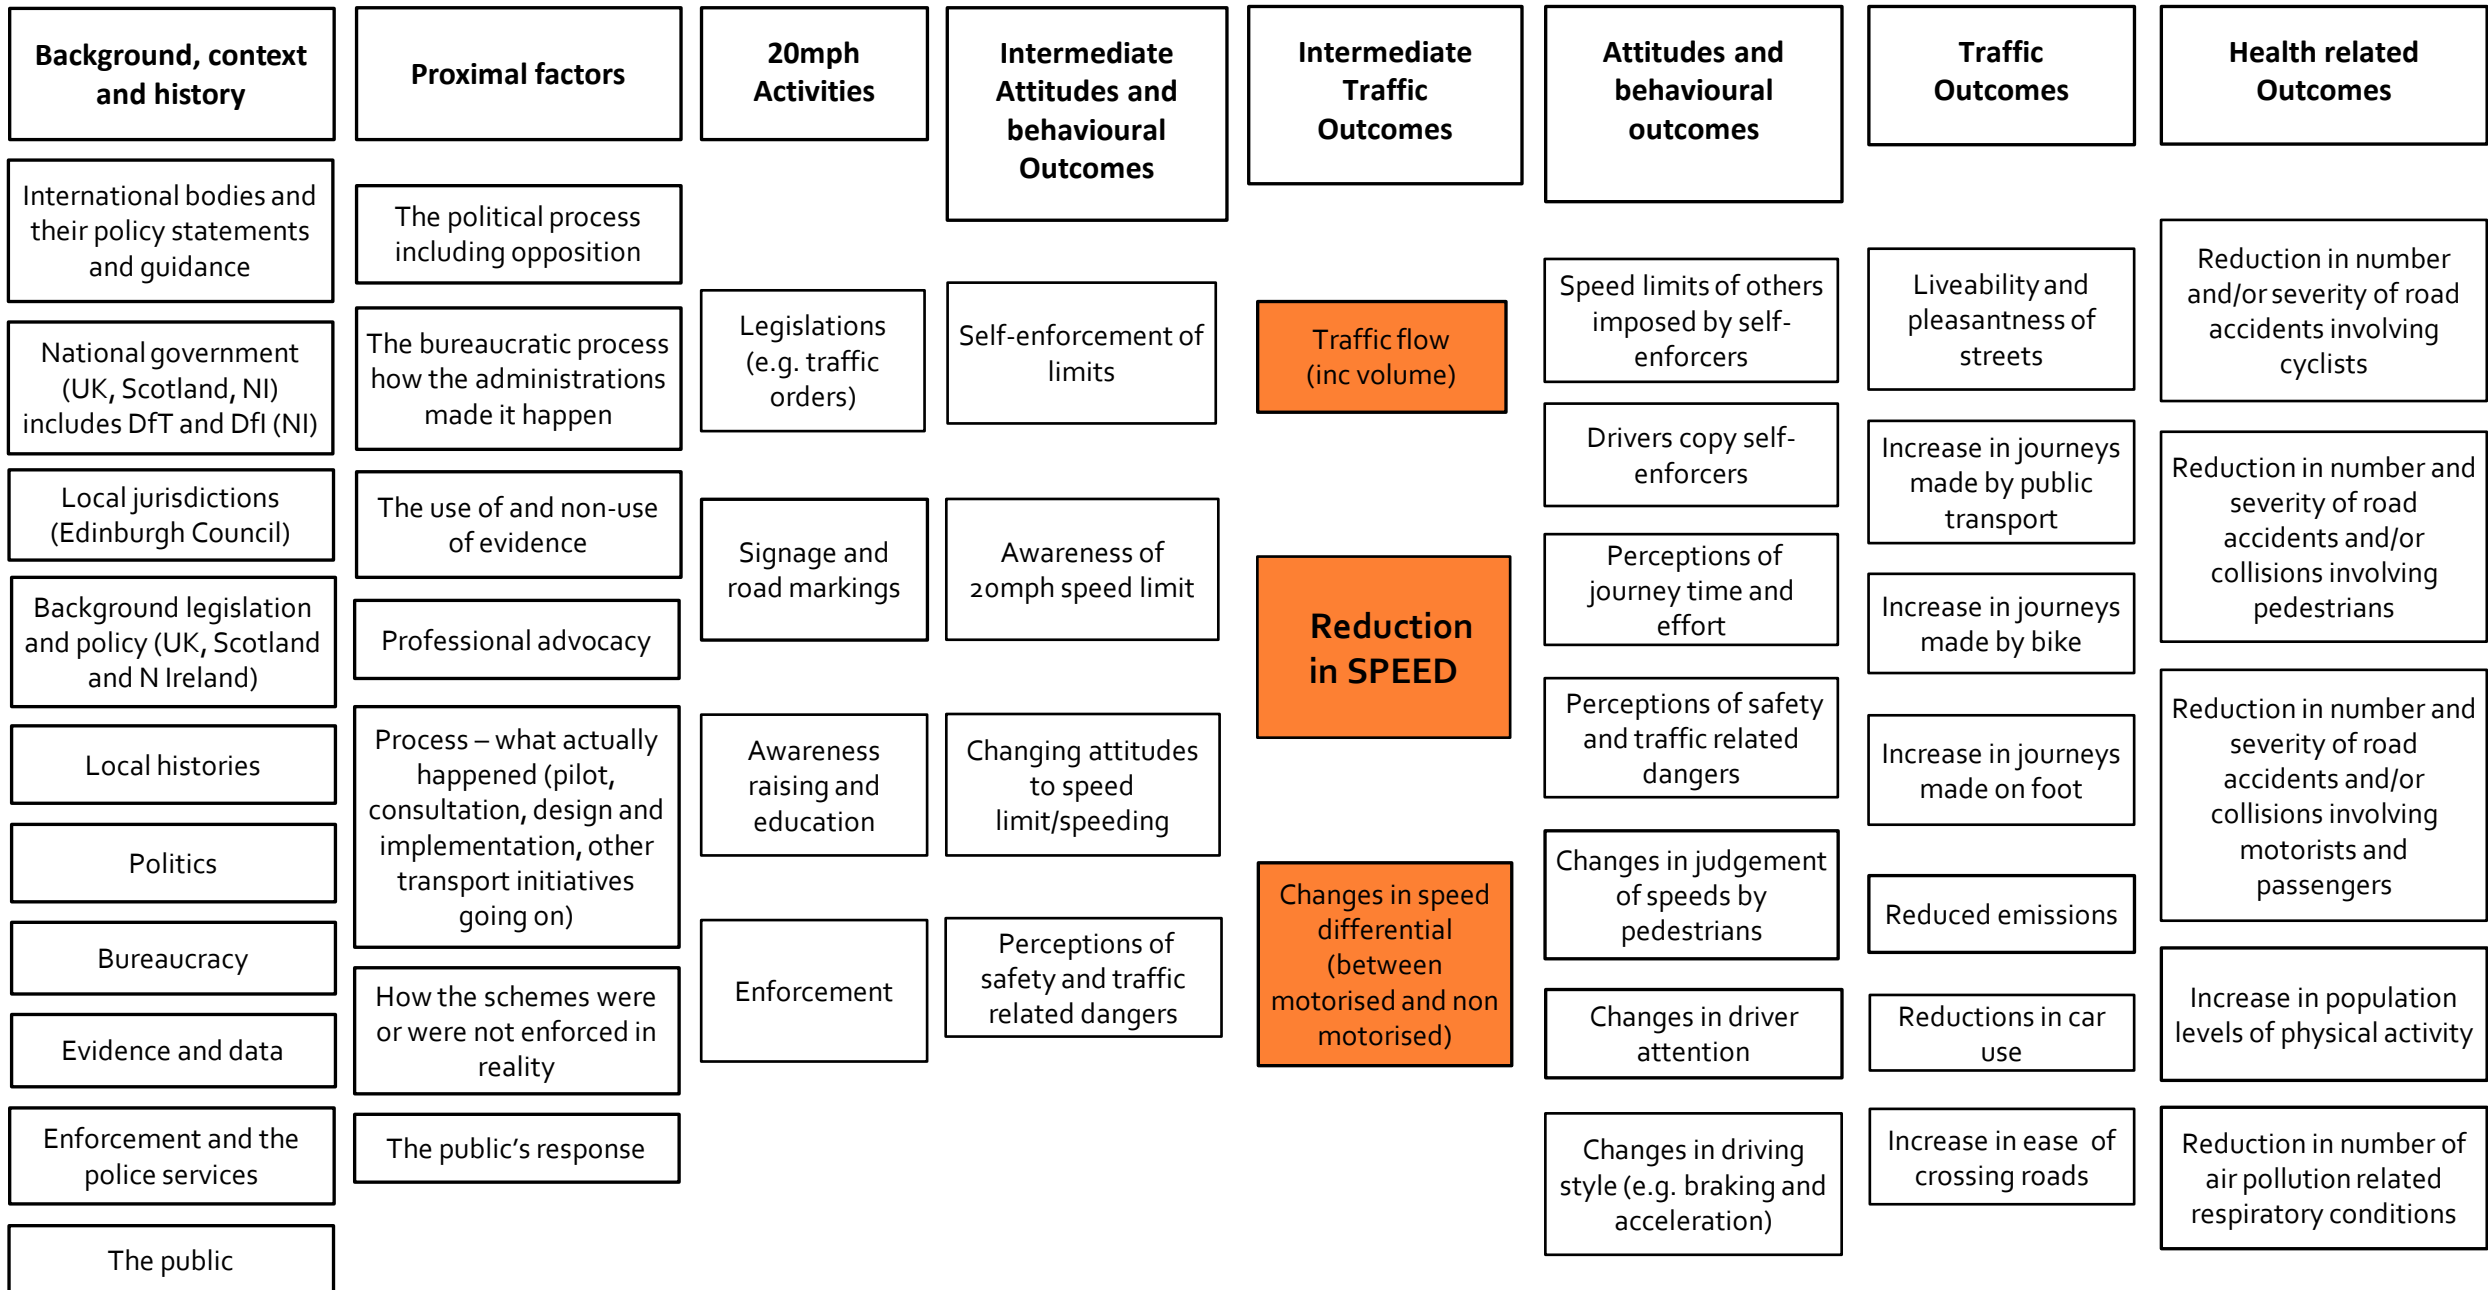 Background, context
and history
International bodies and
their policy statements
and guidance
National government
(UK, Scotland, NI)
includes DfT and DfI (NI)
Local jurisdictions
(Edinburgh Council)
Background legislation
and policy (UK, Scotland
and N Ireland)
Local histories
Politics
Bureaucracy
Evidence and data
Enforcement and the
police services
The public
Proximal factors
The political process
including opposition
The bureaucratic process
how the administrations
made it happen
The use of and non-use
of evidence
Professional advocacy
Process – what actually
happened (pilot,
consultation, design and
implementation, other
transport initiatives
going on)
How the schemes were
or were not enforced in
reality
The public’s response
20mph
Activities
Legislations
(e.g. traffic
orders)
Signage and
road markings
Awareness
raising and
education
Enforcement
Intermediate
Attitudes and
behavioural
Outcomes
Self-enforcement of
limits
Awareness of
20mph speed limit
Changing attitudes
to speed
limit/speeding
Perceptions of
safety and traffic
related dangers
Intermediate
Traffic
Outcomes
Traffic flow
(inc volume)
Reduction
in SPEED
Changes in speed
differential
(between
motorised and non
motorised)
Attitudes and
behavioural
outcomes
Speed limits of others
imposed by self-
enforcers
Drivers copy self-
enforcers
Perceptions of
journey time and
effort
Perceptions of safety
and traffic related
dangers
Changes in judgement
of speeds by
pedestrians
Changes in driver
attention
Changes in driving
style (e.g. braking and
acceleration)
Traffic
Outcomes
Liveability and
pleasantness of
streets
Increase in journeys
made by public
transport
Increase in journeys
made by bike
Increase in journeys
made on foot
Reduced emissions
Reductions in car
use
Increase in ease of
crossing roads
Health related
Outcomes
Reduction in number
and/or severity of road
accidents involving
cyclists
Reduction in number and
severity of road
accidents and/or
collisions involving
pedestrians
Reduction in number and
severity of road
accidents and/or
collisions involving
motorists and
passengers
Increase in population
levels of physical activity
Reduction in number of
air pollution related
respiratory conditions